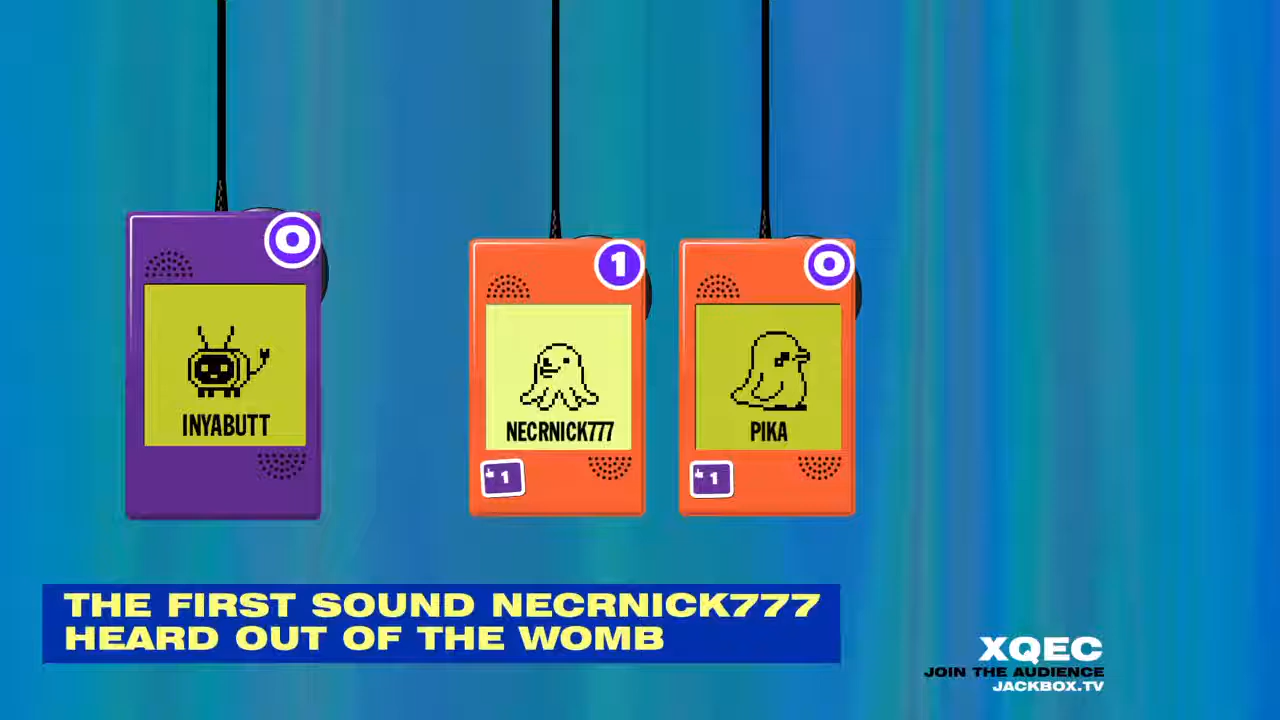 0
1
0
INYABUTT
NECRNICK777
PIKA
1
1
THE FIRST SOUND NECRNICK777
HEARD OUT OF THE WOMB
XQEC
JOIN THE AUDIENCE
JACKBOX.TV